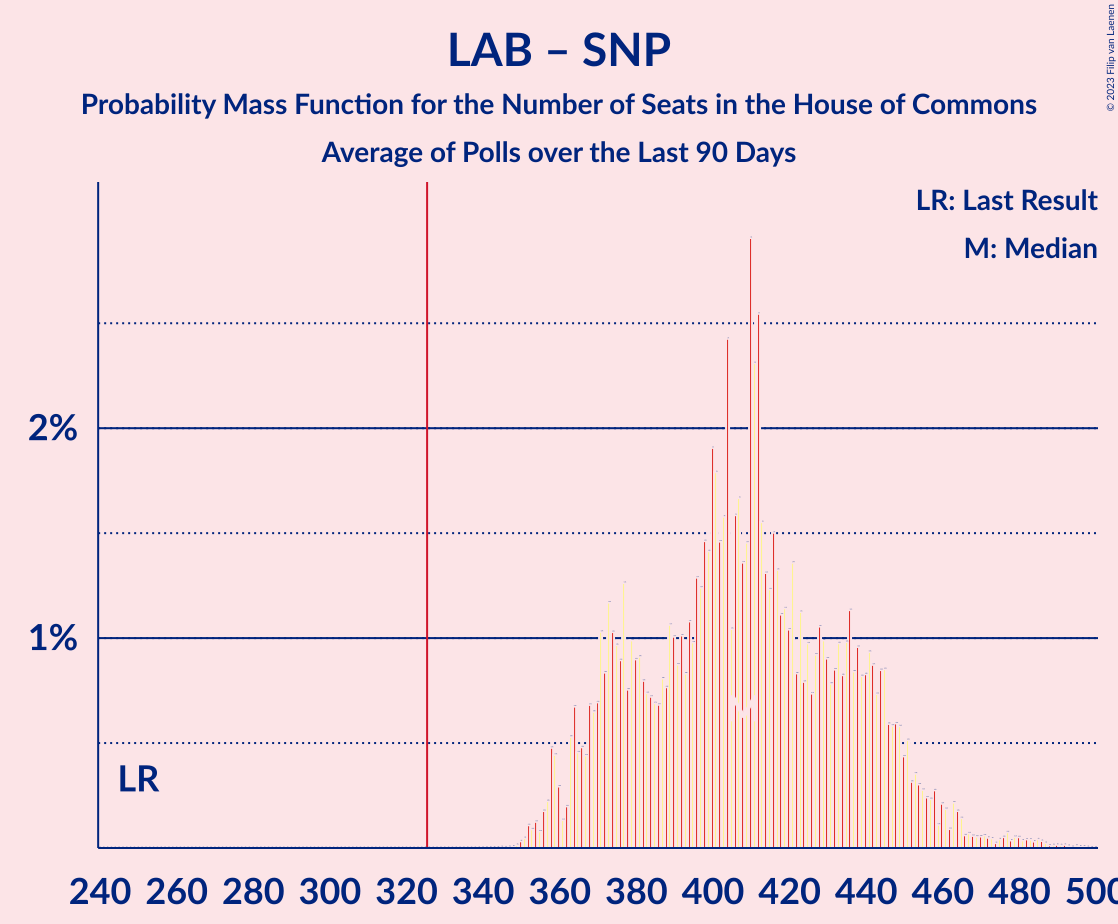 LAB – SNP
Probability Mass Function for the Number of Seats in the House of Commons
Average of Polls over the Last 90 Days
© 2023 Filip van Laenen
LR: Last Result
M: Median
2%
1%
LR
240 260 280 300 320 340 360 380 400 420 440 460 480 500